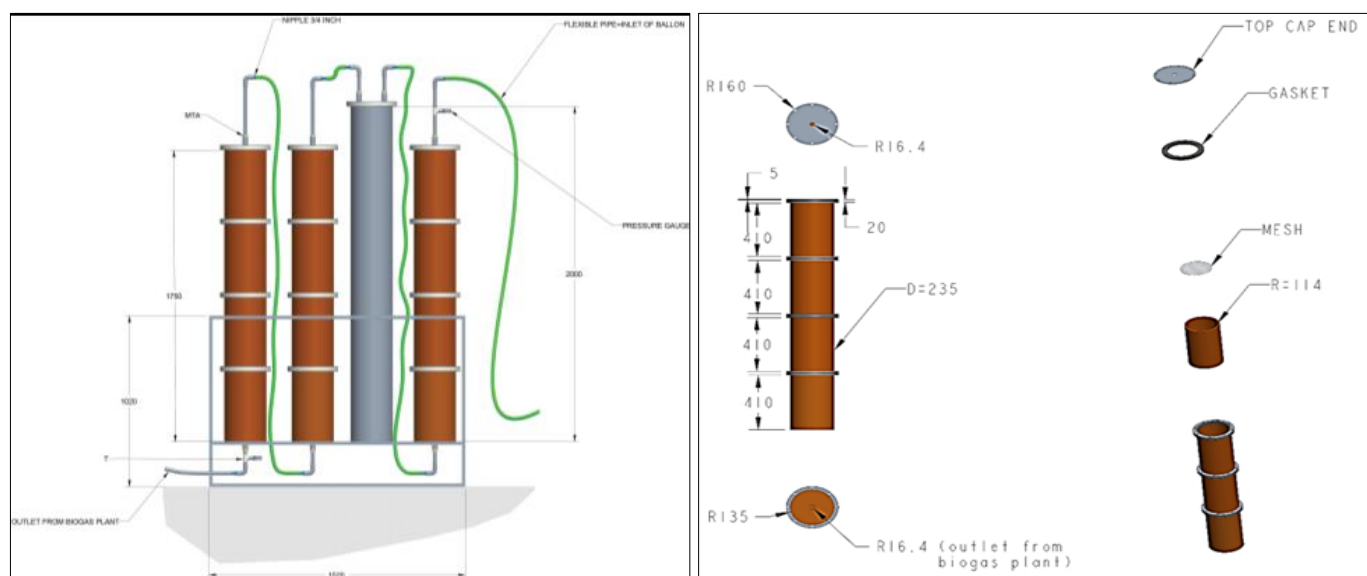 NIPPLE 3/4 INCH
FLEXIBLE PIPE=INLET OF BALLON
MTA
PRESSURE GAUGE
1750
2000
1020
T
OUTLET FROM BIOGAS PLANT
TOP CAP END
R160
GASKET
R16.4
5
20
410
MESH
410
D=235
R=114
410
410
R135
R16.4 (outlet from
biogas plant)